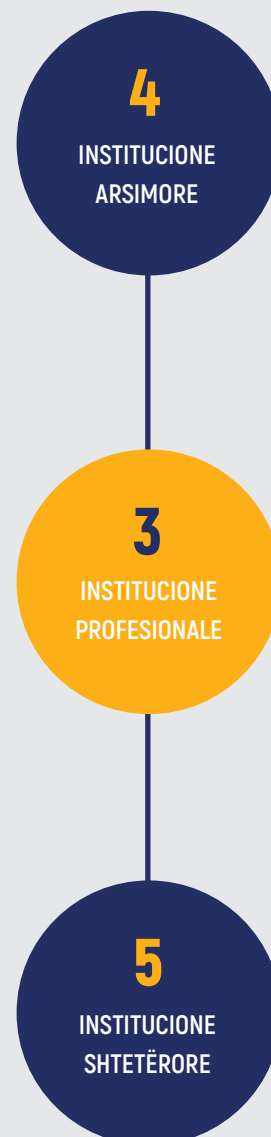 4
INSTITUCIONE
ARSIMORE
3
INSTITUCIONE
PROFESIONALE
5
INSTITUCIONE
SHTETËRORE